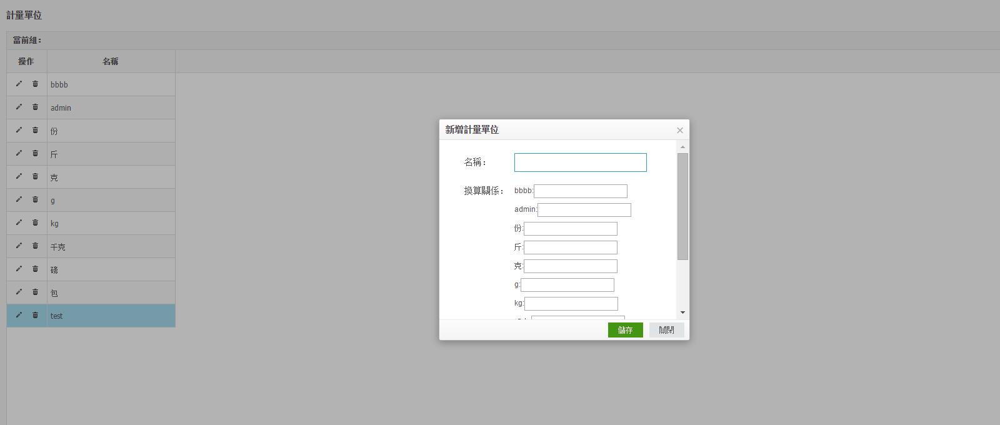 計量單位
當前組：
操作 名稱
bbbb
admin
份
斤
克
g
kg
千克
磅
包
test
新增計量單位
名稱：
換算關係： bbbb:
admin:
份:
斤:
克:
g:
kg:
儲存 關閉